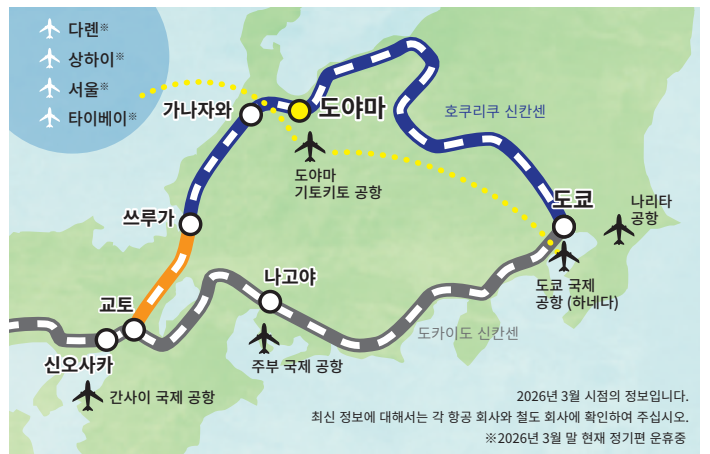 다롄※
상하이※
서울※
타이베이※
가나자와
도야마
호쿠리쿠 신칸센
도야마
기토키토 공항
쓰루가
도쿄
나리타
공항
도쿄 국제
공항 (하네다)
나고야
교토
도카이도 신칸센
신오사카
주부 국제 공항
간사이 국제 공항
2026년 3월 시점의 정보입니다.
최신 정보에 대해서는 각 항공 회사와 철도 회사에 확인하여 주십시오.
※2026년 3월 말 현재 정기편 운휴중